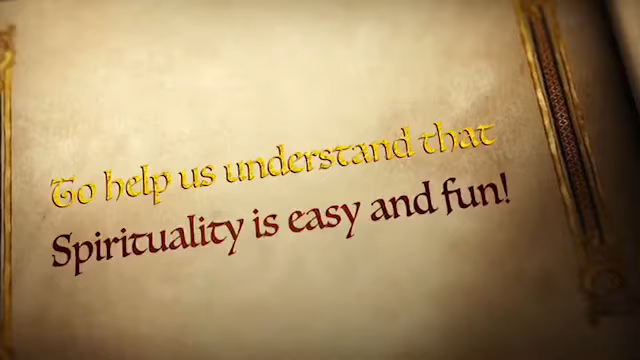 To help us understand that
Spirituality is easy and fun!